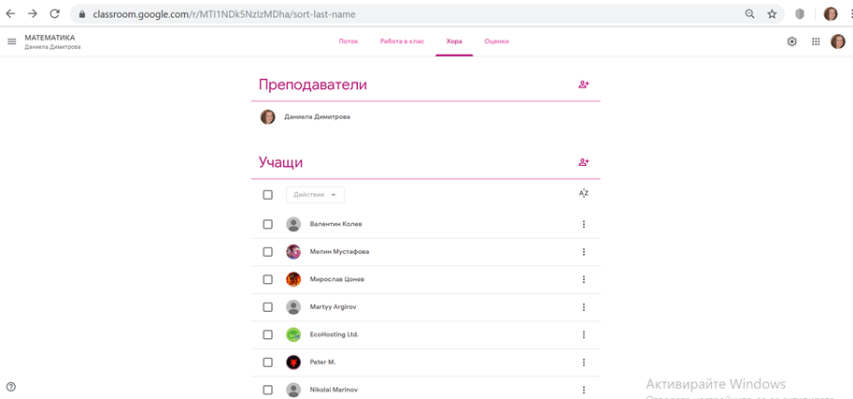 classroom.google.com/r/MTI1NDk5NzIzMDha/sort-last-name
МАТЕМАТИКА
Даниела Димитрова
Поток Работа в клас Хора Оценки
Преподаватели
Даниела Димитрова
Учащи
Действия
AZ
Валентин Колев
Мелин Мустафова
Мирослав Цонев
Martyy Argirov
EcoHosting Ltd.
Peter M.
Nikolai Marinov
Активирайте Windows